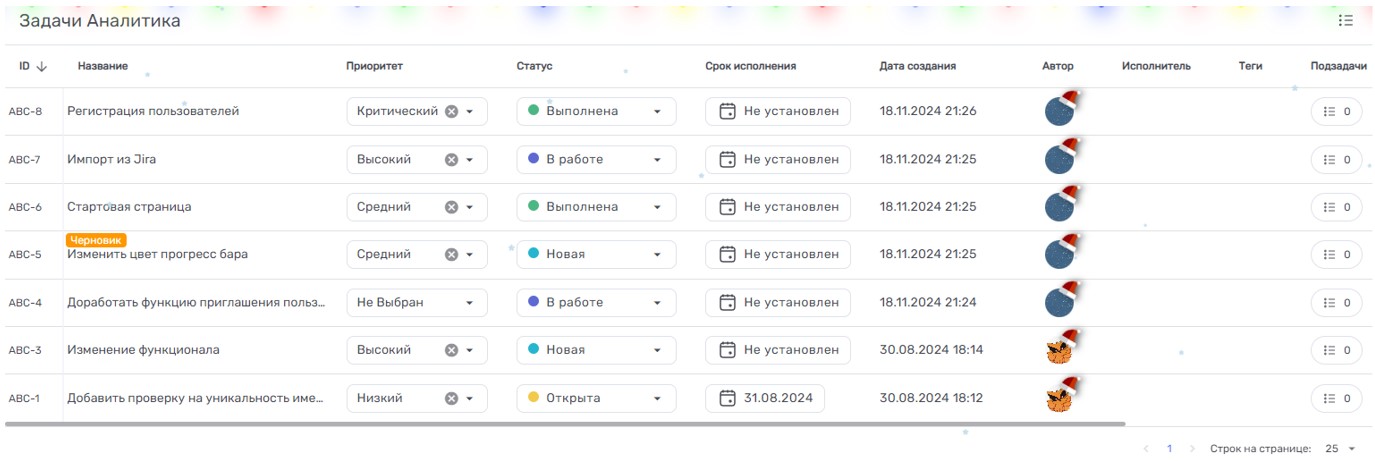 Задачи Аналитика
ID Название Приоритет Статус Срок исполнения Дата создания Автор Исполнитель Теги Подзадачи
ABC-8 Регистрация пользователей Критический Выполнена Не установлен 18.11.2024 21:26 0
ABC-7 Импорт из Jira Высокий В работе Не установлен 18.11.2024 21:25 0
ABC-6 Стартовая страница Средний Выполнена Не установлен 18.11.2024 21:25 0
Черновик
ABC-5 Изменить цвет прогресс бара Средний Новая Не установлен 18.11.2024 21:25 0
ABC-4 Доработать функцию приглашения польз... Не Выбран В работе Не установлен 18.11.2024 21:24 0
ABC-3 Изменение функционала Высокий Новая Не установлен 30.08.2024 18:14 0
ABC-1 Добавить проверку на уникальность име... Низкий Открыта 31.08.2024 30.08.2024 18:12 0
1 Строк на странице: 25